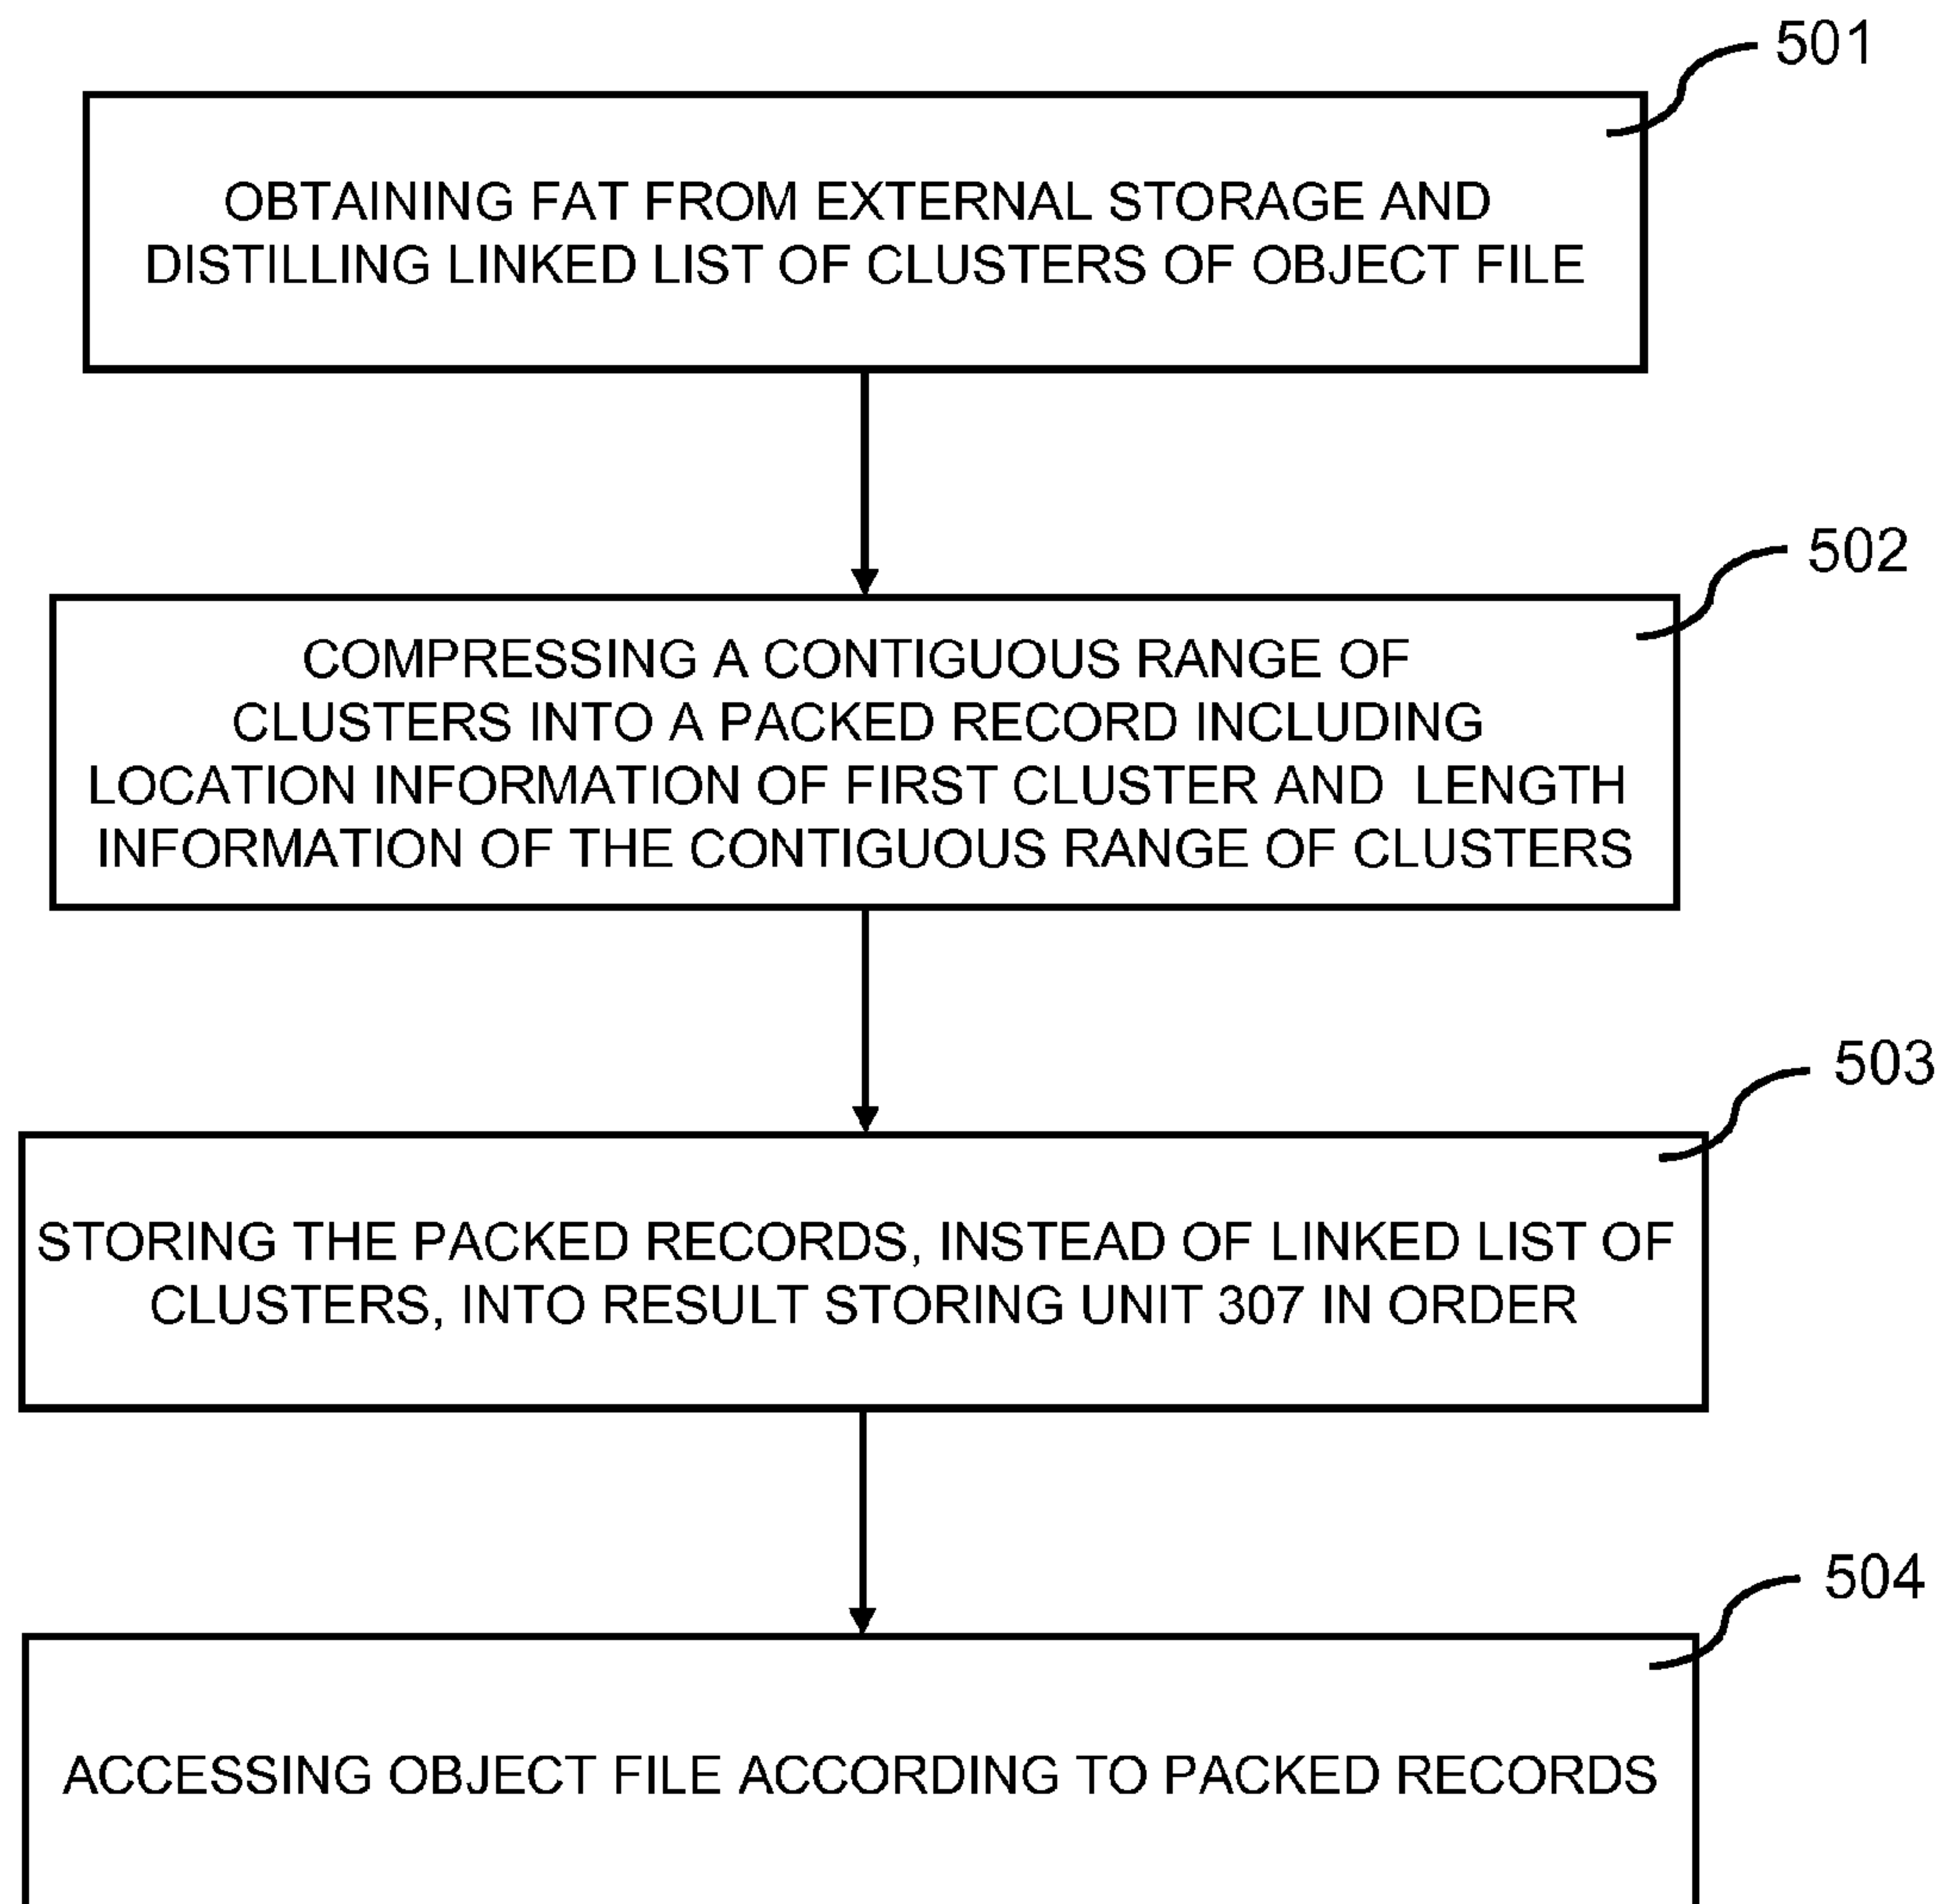 501
OBTAINING FAT FROM EXTERNAL STORAGE AND
DISTILLING LINKED LIST OF CLUSTERS OF OBJECT FILE
502
COMPRESSING A CONTIGUOUS RANGE OF
CLUSTERS INTO A PACKED RECORD INCLUDING
LOCATION INFORMATION OF FIRST CLUSTER AND LENGTH
INFORMATION OF THE CONTIGUOUS RANGE OF CLUSTERS
503
STORING THE PACKED RECORDS, INSTEAD OF LINKED LIST OF
CLUSTERS, INTO RESULT STORING UNIT 307 IN ORDER
504
ACCESSING OBJECT FILE ACCORDING TO PACKED RECORDS